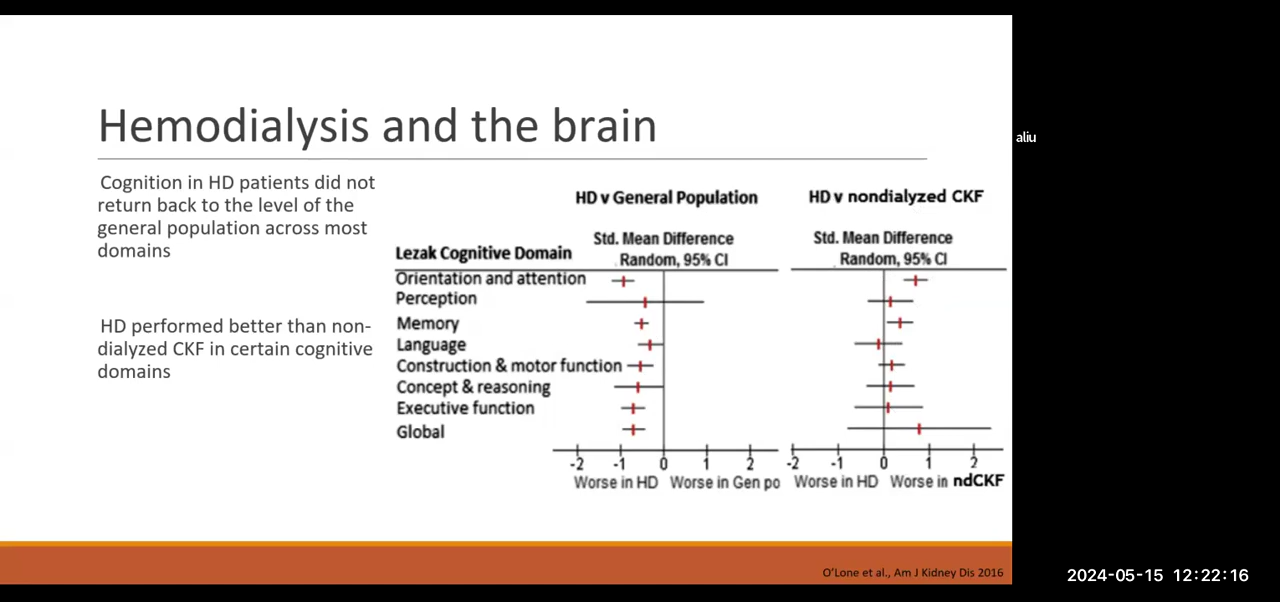 Hemodialysis and the brain
Cognition in HD patients did not
return back to the level of the
general population across most
domains
HD performed better than non-
dialyzed CKF in certain cognitive
domains
HD v General Population
HD v nondialyzed CKF
Std. Mean Difference
Random, 95% CI
Std. Mean Difference
Random, 95% CI
Lezak Cognitive Domain
Orientation and attention
Perception
Memory
Language
Construction & motor function
Concept & reasoning
Executive function
Global
-2 -1 0 1 2
-2 -1 0 1 2
Worse in HD Worse in Gen po
Worse in HD Worse in ndCKF
O'Lone et al., Am J Kidney Dis 2016
aliu
2024-05-15 12:22:16